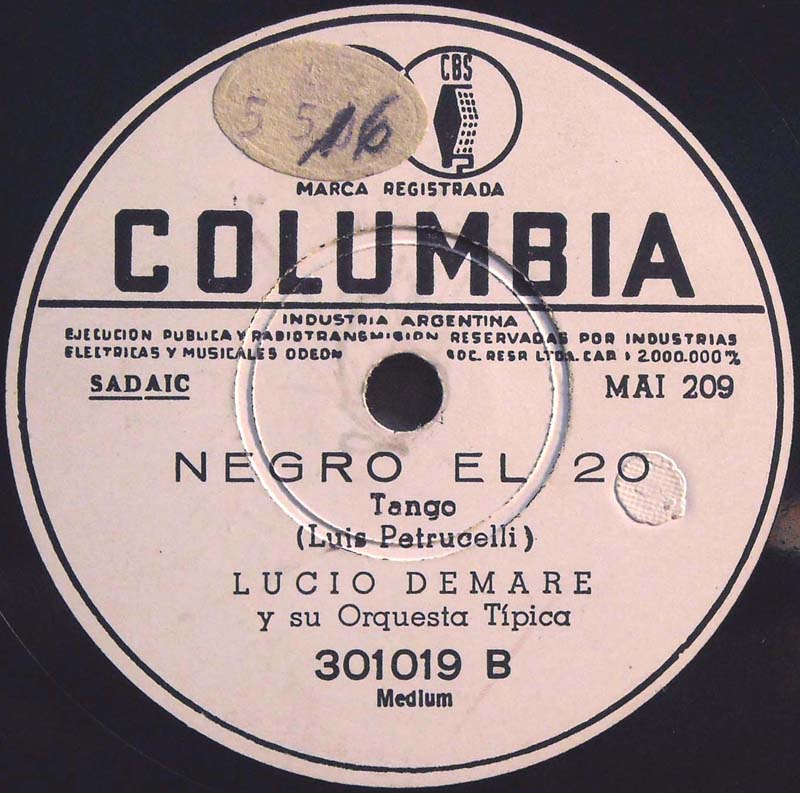 CBS
MARCA REGISTRADA
COLUMBIA
INDUSTRIA ARGENTINA
EJECUCION PUBLICA Y RADIOTRANSMISION RESERVADAS POR INDUSTRIAS
ELECTRICAS Y MUSICALES ODEON SOC. RESP. LTDA. CAP. $ 2.000.000 m/n
SADAIC MAI 209
NEGRO EL 20
Tango
(Luis Petrucelli)
LUCIO DEMARE
y su Orquesta Típica
301019 B
Medium